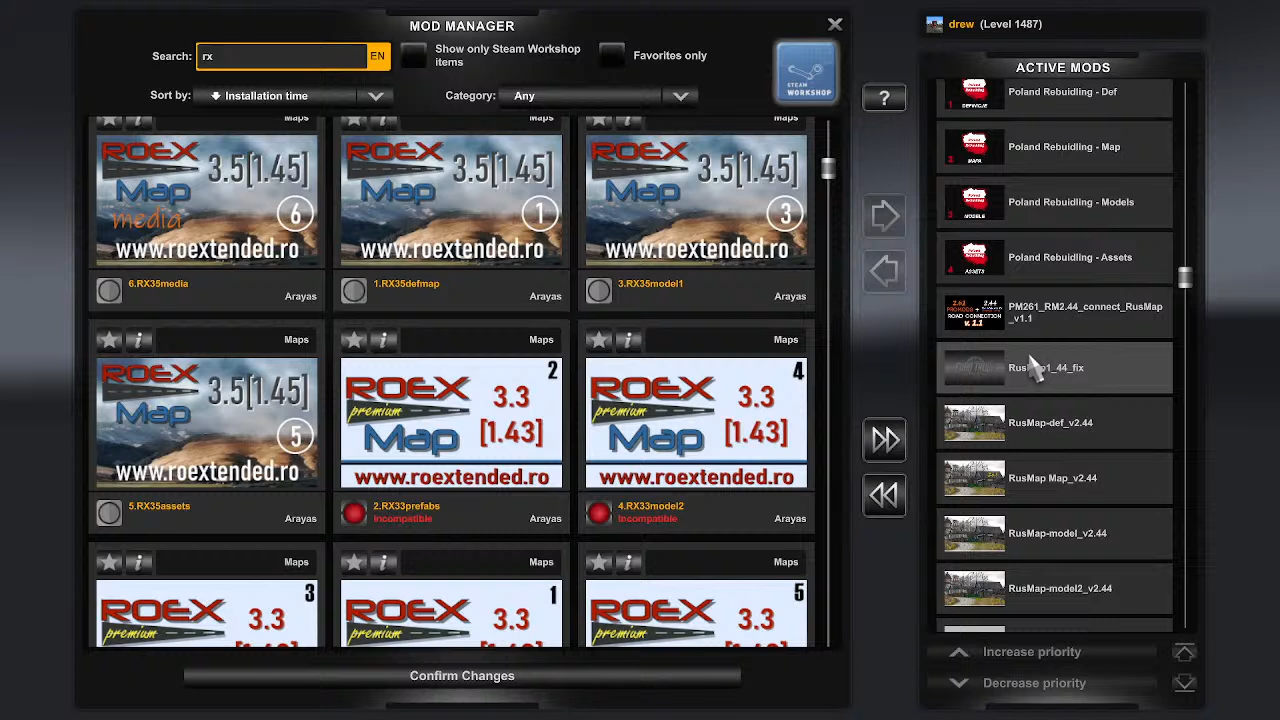 MOD MANAGER
Search:
rx
EN
Show only Steam Workshop
items
Favorites only
STEAM
WORKSHOP
Sort by:
Installation time
Category:
Any
Maps
Maps
Maps
ROEX
Map
media
3.5[1.45]
6
www.roextended.ro
ROEX
Map
3.5[1.45]
1
www.roextended.ro
ROEX
Map
3.5[1.45]
3
www.roextended.ro
6.RX35media
Arayas
1.RX35defmap
Arayas
3.RX35model1
Arayas
Maps
Maps
Maps
ROEX
Map
3.5[1.45]
5
www.roextended.ro
2
ROEX
premium
Map
3.3
[1.43]
www.roextended.ro
4
ROEX
premium
Map
3.3
[1.43]
www.roextended.ro
5.RX35assets
Arayas
2.RX33prefabs
Incompatible
Arayas
4.RX33model2
Incompatible
Arayas
Maps
Maps
Maps
3
ROEX
premium
3.3
1
ROEX
premium
3.3
5
ROEX
premium
3.3
Confirm Changes
?
drew (Level 1487)
ACTIVE MODS
Poland Rebuidling - Def
Poland Rebuidling - Map
Poland Rebuidling - Models
Poland Rebuidling - Assets
PM261_RM2.44_connect_RusMap
_v1.1
RusMap1_44_fix
RusMap-def_v2.44
RusMap Map_v2.44
RusMap-model_v2.44
RusMap-model2_v2.44
Increase priority
Decrease priority